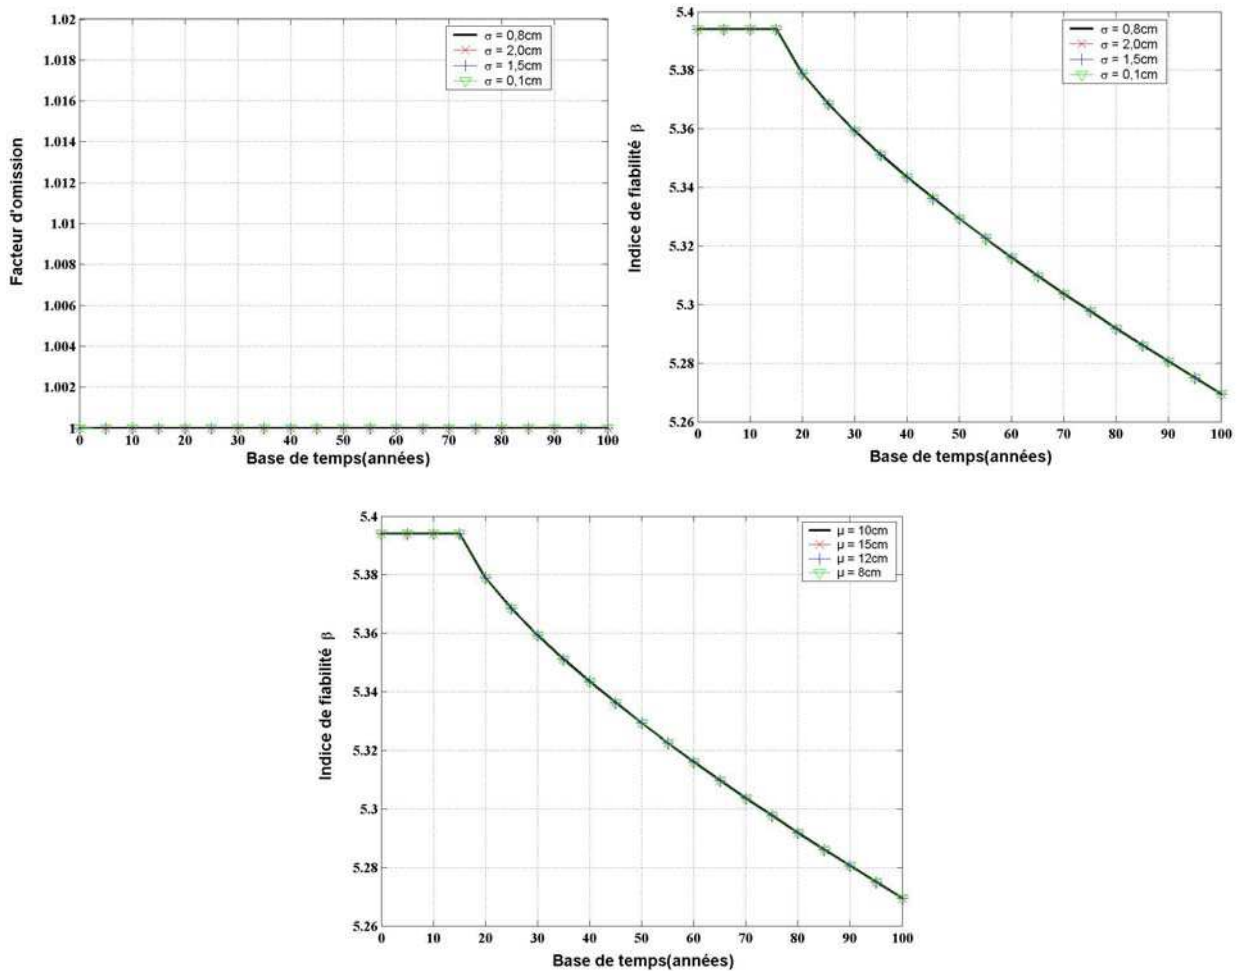 1.02
1.018
1.016
1.014
1.012
1.01
1.008
1.006
1.004
1.002
1
Facteur d'omission
σ = 0,8cm
σ = 2,0cm
σ = 1,5cm
σ = 0,1cm
0 10 20 30 40 50 60 70 80 90 100
Base de temps(années)
5.4
5.38
5.36
5.34
5.32
5.3
5.28
5.26
Indice de fiabilité β
σ = 0,8cm
σ = 2,0cm
σ = 1,5cm
σ = 0,1cm
0 10 20 30 40 50 60 70 80 90 100
Base de temps(années)
5.4
5.38
5.36
5.34
5.32
5.3
5.28
5.26
Indice de fiabilité β
μ = 10cm
μ = 15cm
μ = 12cm
μ = 8cm
0 10 20 30 40 50 60 70 80 90 100
Base de temps(années)